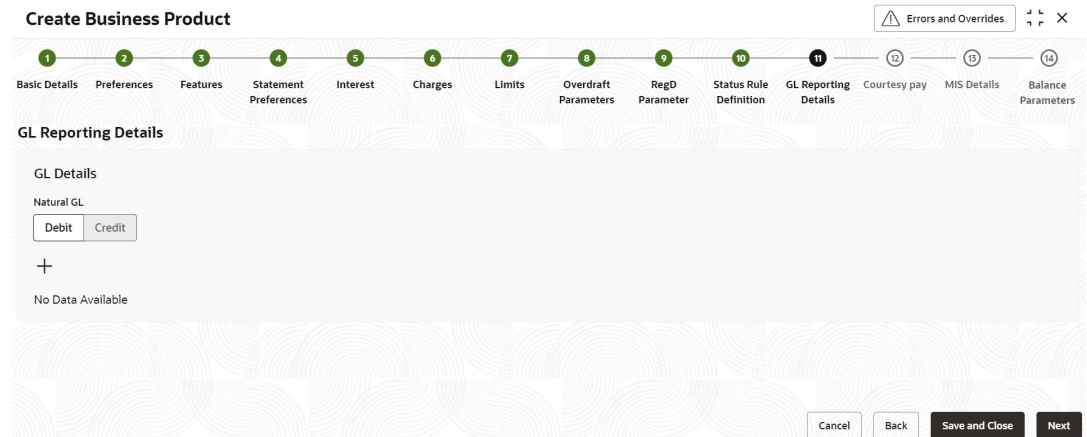 Create Business Product
Errors and Overrides
1 2 3 4 5 6 7 8 9 10 11 12 13 14
Basic Details Preferences Features Statement Interest Charges Limits Overdraft RegD Status Rule GL Reporting Courtesy pay MIS Details Balance
Preferences Parameters Parameter Definition Details Parameters
GL Reporting Details
GL Details
Natural GL
Debit Credit
No Data Available
Cancel Back Save and Close Next